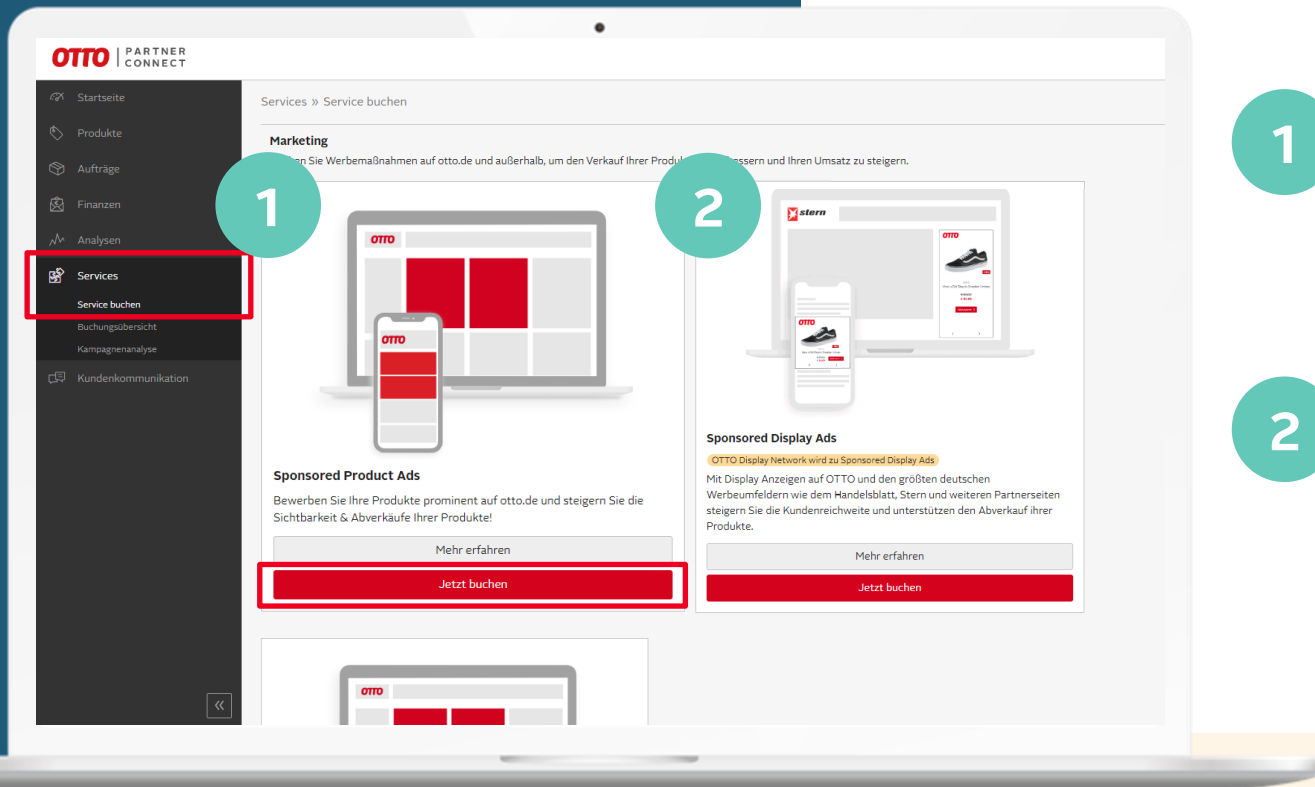 OTTO | PARTNER
CONNECT
Startseite
Produkte
Aufträge
Finanzen
Analysen
Services
Service buchen
Buchungsübersicht
Kampagnenanalyse
Kundenkommunikation
Services » Service buchen
Marketing
Sie Werbemaßnahmen auf otto.de und außerhalb, um den Verkauf Ihrer und Ihren Umsatz zu steigern.
1
OTTO
OTTO
Sponsored Product Ads
Bewerben Sie Ihre Produkte prominent auf otto.de und steigern Sie die
Sichtbarkeit & Abverkäufe Ihrer Produkte!
Mehr erfahren
Jetzt buchen
2
stern
OTTO
OTTO
Sponsored Display Ads
OTTO Display Network wird zu Sponsored Display Ads
Mit Display Anzeigen auf OTTO und den größten deutschen
Werbeumfeldern wie dem Handelsblatt, Stern und weiteren Partnerseiten
steigern Sie die Kundenreichweite und unterstützen den Abverkauf ihrer
Produkte.
Mehr erfahren
Jetzt buchen
OTTO
1
2